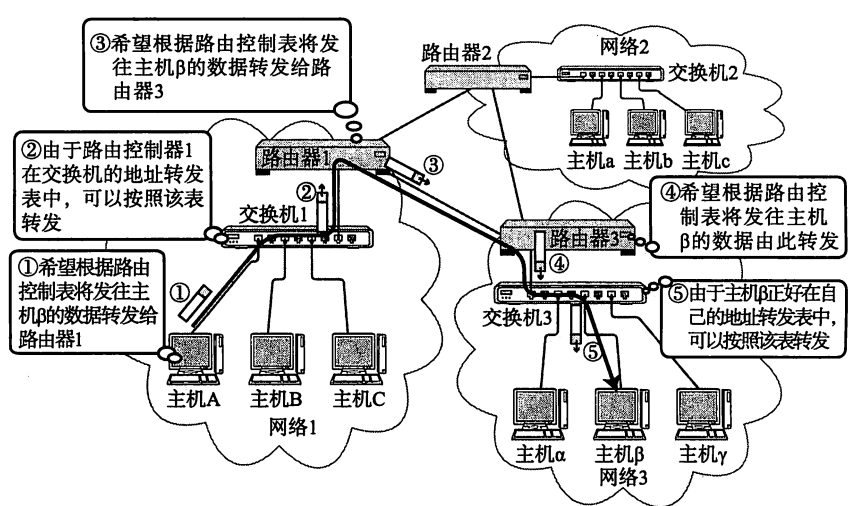 ③希望根据路由控制表将发
往主机β的数据转发给路
由器3
路由器2
网络2
交换机2
主机a
主机b
主机c
②由于路由控制器1
在交换机的地址转发
表中，可以按照该表
转发
路由器1
③
②
交换机1
④希望根据路由控
制表将发往主机
β的数据由此转发
路由器3
④
①希望根据路由
控制表将发往主
机β的数据转发给
路由器1
①
交换机3
⑤
⑤由于主机β正好在自
己的地址转发表中，
可以按照该表转发
主机A
主机B
主机C
网络1
主机α
主机β
主机γ
网络3